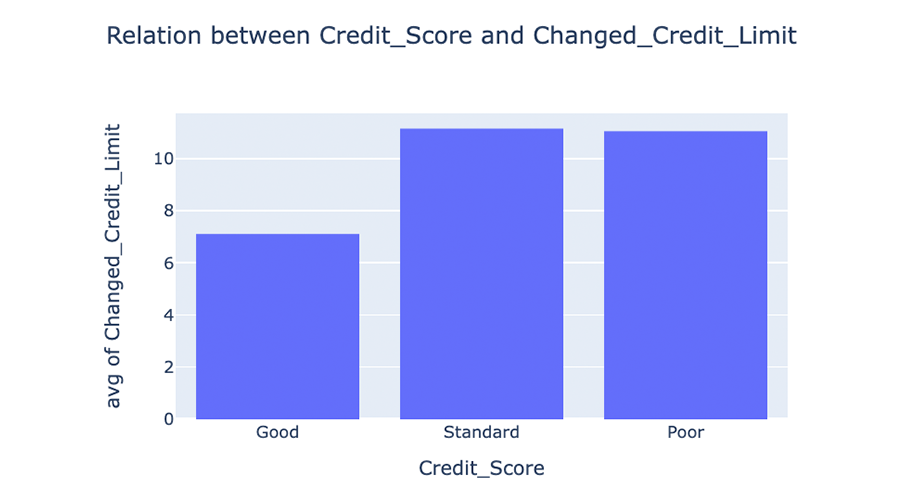 Relation between Credit_Score and Changed_Credit_Limit
avg of Changed_Credit_Limit
10
8
6
4
2
0
Good
Standard
Poor
Credit_Score